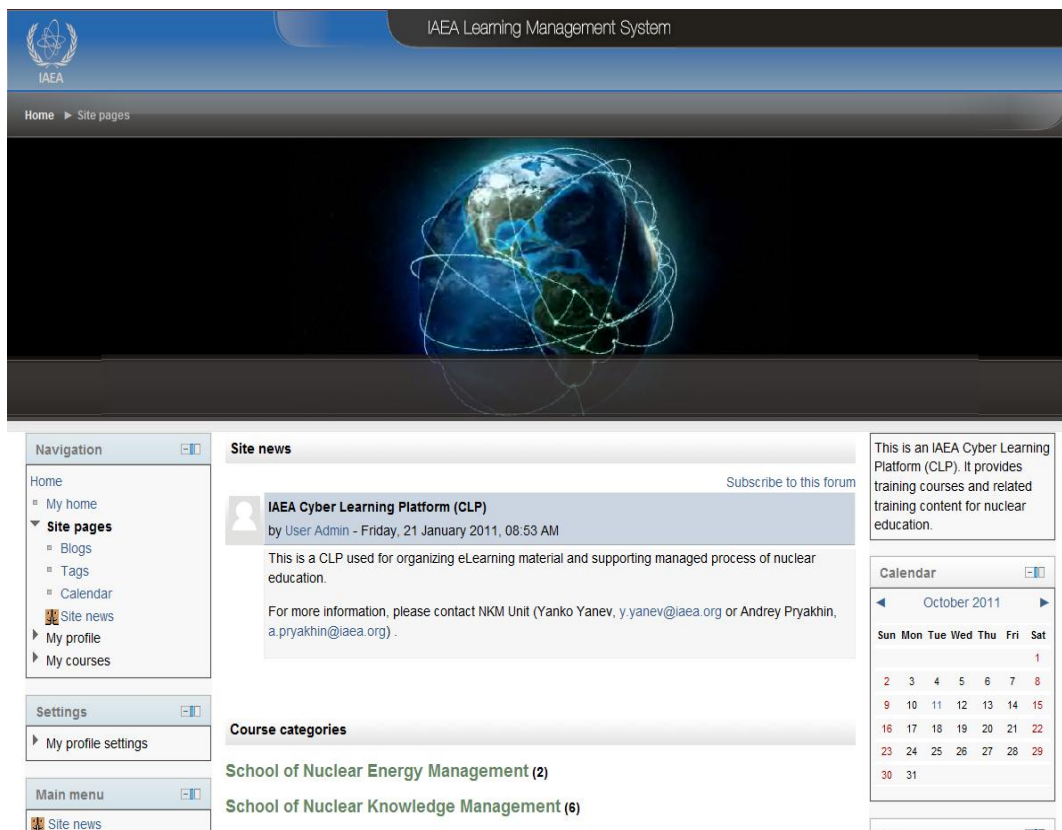 IAEA Learning Management System
IAEA
Home ► Site pages
Navigation
Home
My home
Site pages
Blogs
Tags
Calendar
Site news
My profile
My courses
Settings
My profile settings
Main menu
Site news
Site news
Subscribe to this forum
IAEA Cyber Learning Platform (CLP)
by User Admin - Friday, 21 January 2011, 08:53 AM
This is a CLP used for organizing eLearning material and supporting managed process of nuclear
education.
For more information, please contact NKM Unit (Yanko Yanev, y.yanev@iaea.org or Andrey Pryakhin,
a.pryakhin@iaea.org) .
Course categories
School of Nuclear Energy Management (2)
School of Nuclear Knowledge Management (6)
This is an IAEA Cyber Learning
Platform (CLP). It provides
training courses and related
training content for nuclear
education.
Calendar
◄ October 2011 ►
Sun Mon Tue Wed Thu Fri Sat
1
2 3 4 5 6 7 8
9 10 11 12 13 14 15
16 17 18 19 20 21 22
23 24 25 26 27 28 29
30 31